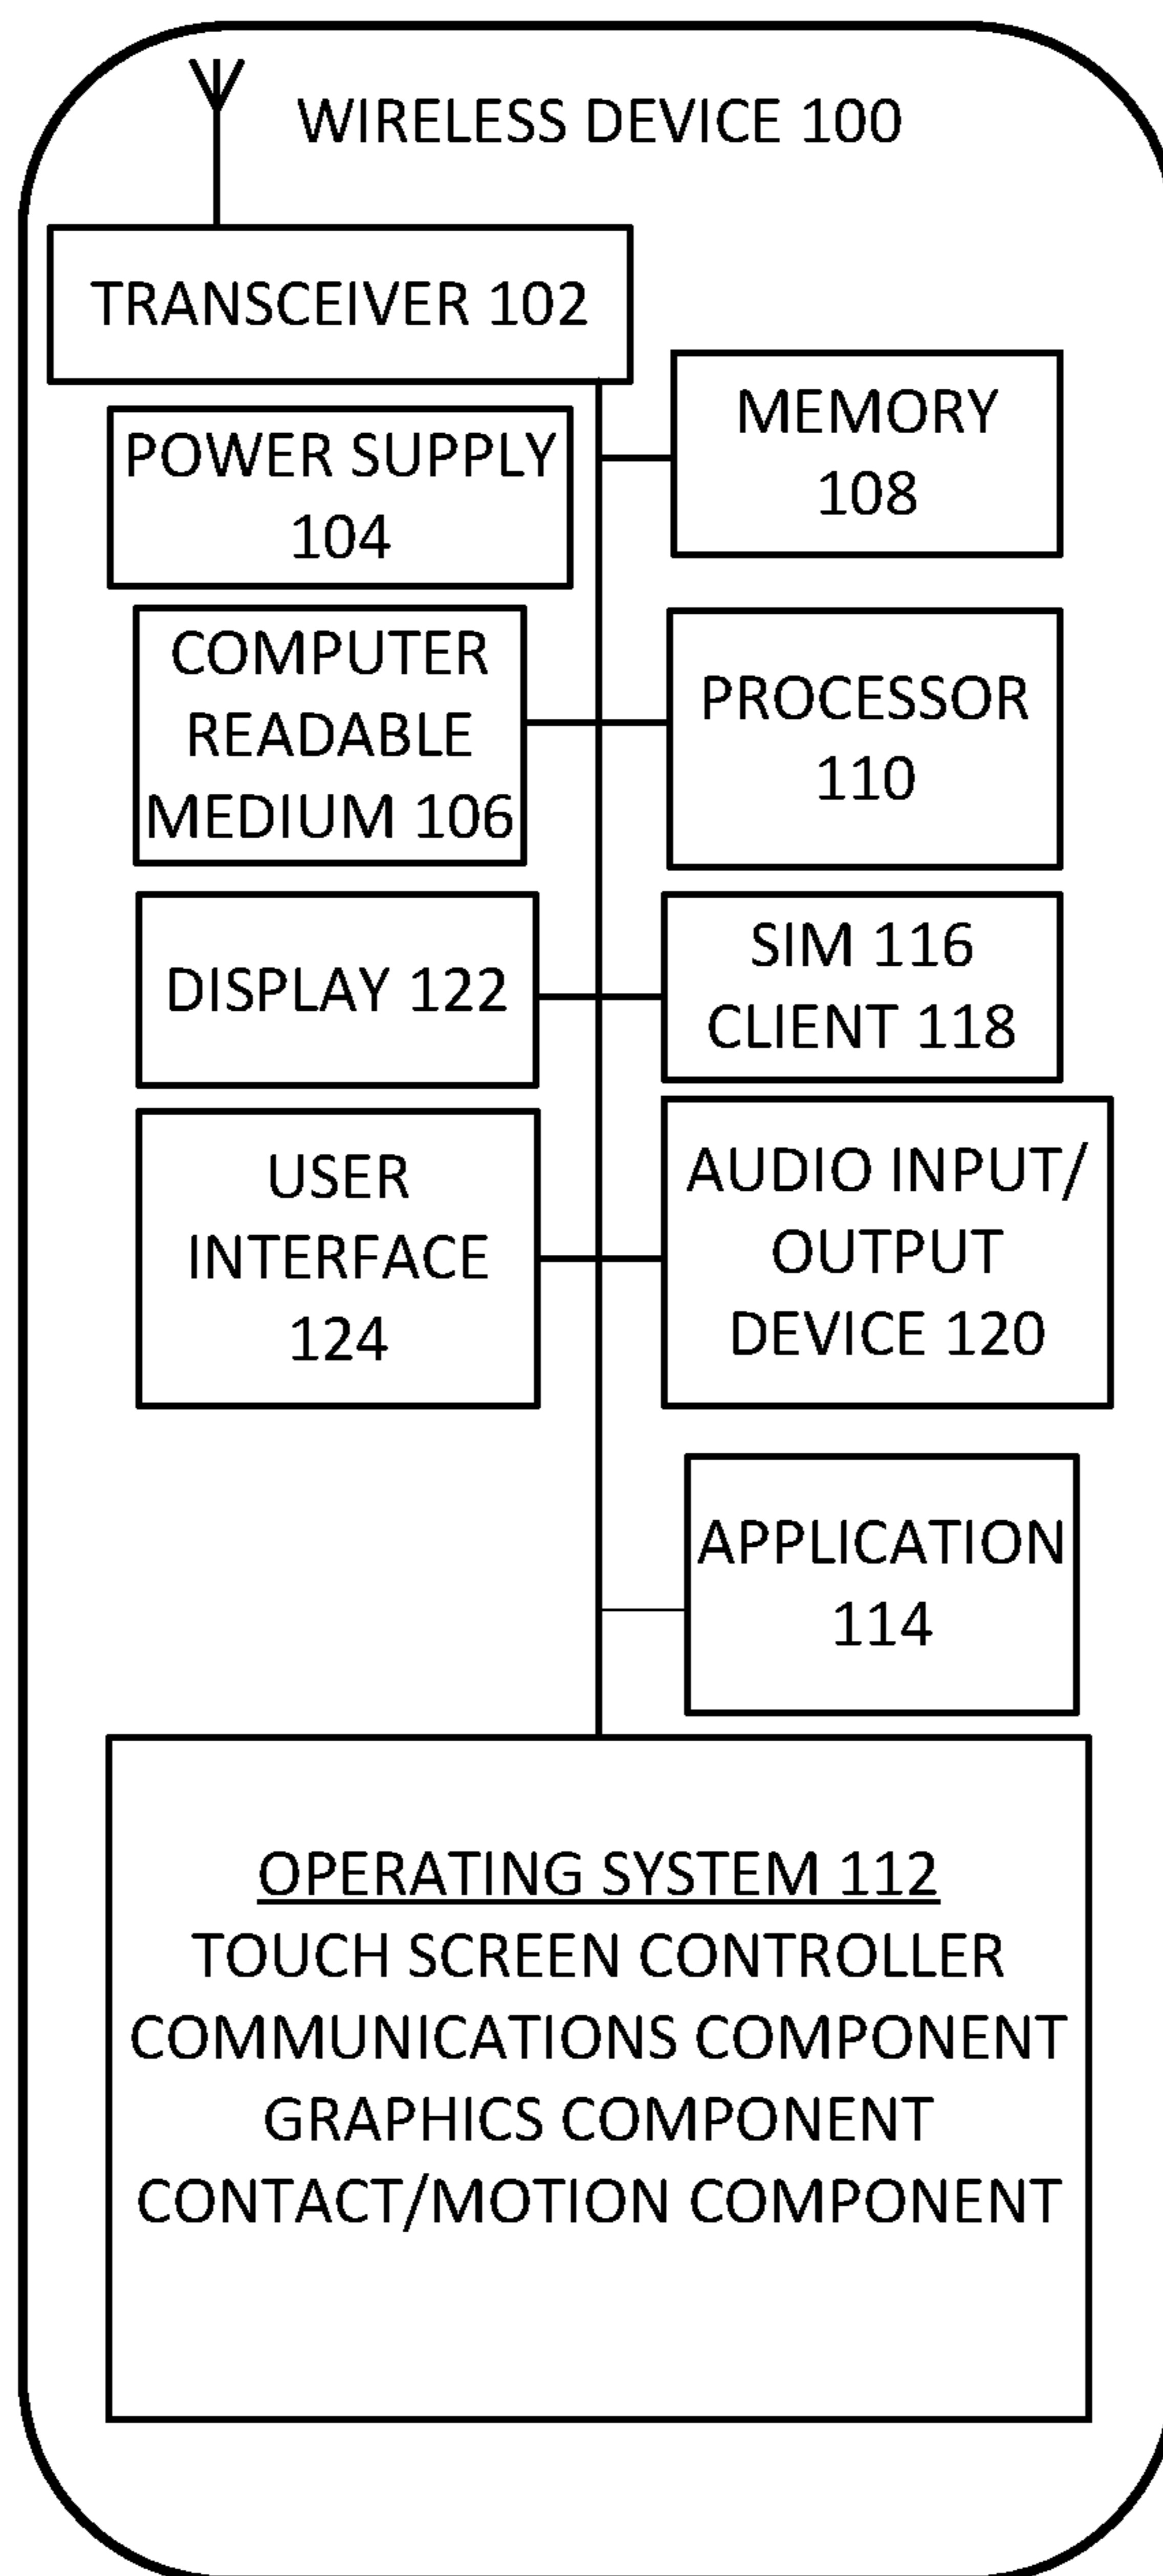 WIRELESS DEVICE 100
TRANSCEIVER 102
POWER SUPPLY
104
MEMORY
108
COMPUTER
READABLE
MEDIUM 106
PROCESSOR
110
DISPLAY 122
SIM 116
CLIENT 118
USER
INTERFACE
124
AUDIO INPUT/
OUTPUT
DEVICE 120
APPLICATION
114
OPERATING SYSTEM 112
TOUCH SCREEN CONTROLLER
COMMUNICATIONS COMPONENT
GRAPHICS COMPONENT
CONTACT/MOTION COMPONENT